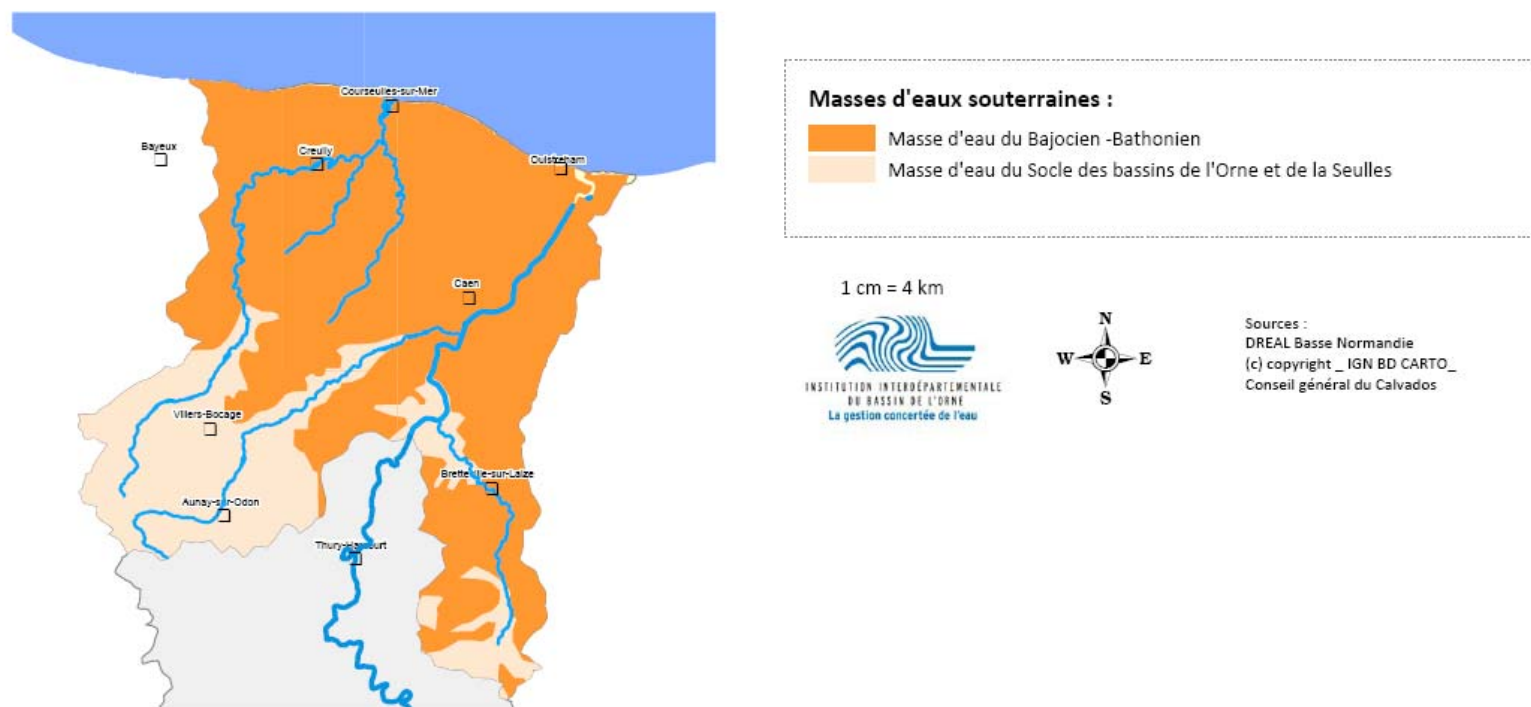 Courseulles-sur-Mer
Bayeux
Creully
Ouistreham
Caen
Villers-Bocage
Bretteville-sur-Laize
Aunay-sur-Odon
Thury-Harcourt
Masses d'eaux souterraines :
Masse d'eau du Bajocien -Bathonien
Masse d'eau du Socle des bassins de l'Orne et de la Seulles
1 cm = 4 km
INSTITUTION INTERDÉPARTEMENTALE
DU BASSIN DE L'ORNE
La gestion concertée de l'eau
N
W E
S
Sources :
DREAL Basse Normandie
(c) copyright _ IGN BD CARTO_
Conseil général du Calvados